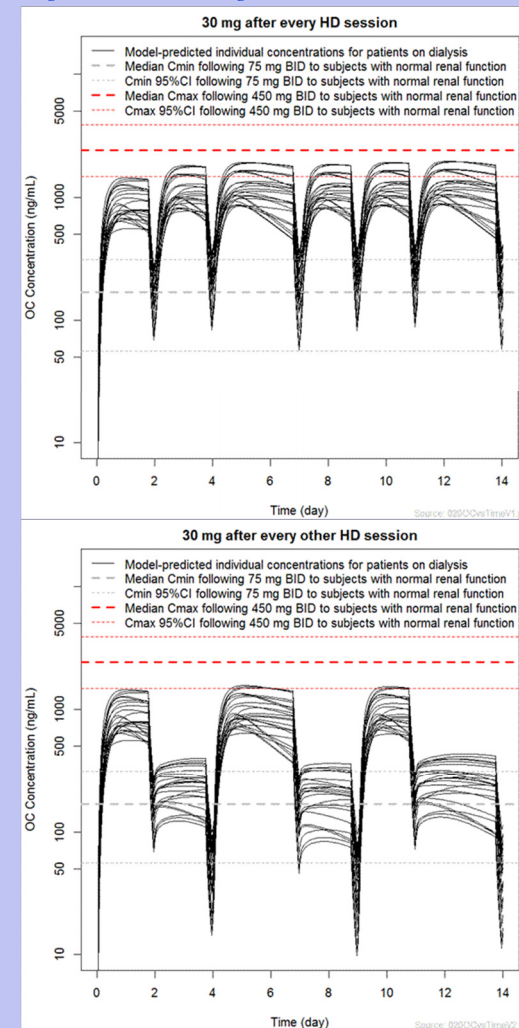 30 mg after every HD session
Model-predicted individual concentrations for patients on dialysis
Median Cmin following 75 mg BID to subjects with normal renal function
Cmin 95%CI following 75 mg BID to subjects with normal renal function
Median Cmax following 450 mg BID to subjects with normal renal function
Cmax 95%CI following 450 mg BID to subjects with normal renal function
OC Concentration (ng/mL)
5000
1000
500
100
50
10
0 2 4 6 8 10 12 14
Time (day)
30 mg after every other HD session
Model-predicted individual concentrations for patients on dialysis
Median Cmin following 75 mg BID to subjects with normal renal function
Cmin 95%CI following 75 mg BID to subjects with normal renal function
Median Cmax following 450 mg BID to subjects with normal renal function
Cmax 95%CI following 450 mg BID to subjects with normal renal function
OC Concentration (ng/mL)
5000
1000
500
100
50
10
0 2 4 6 8 10 12 14
Time (day)